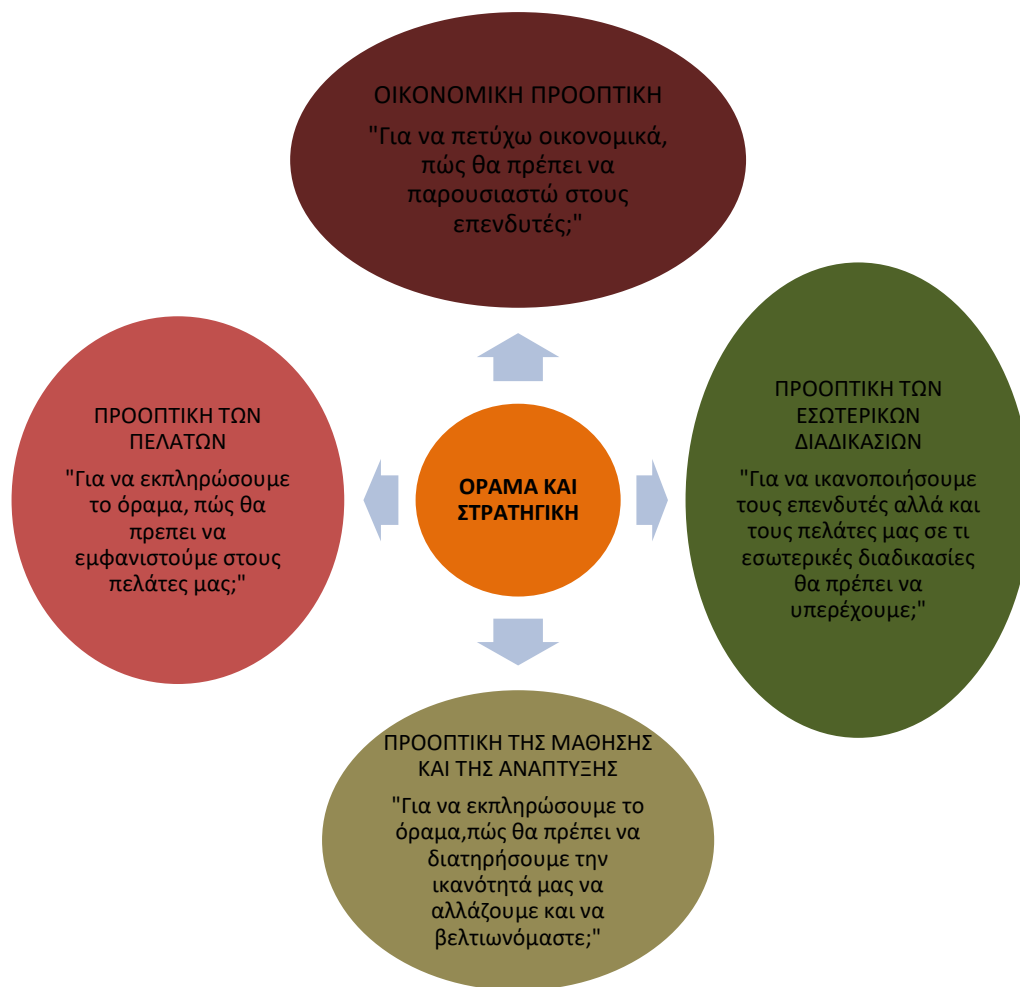 ΟΙΚΟΝΟΜΙΚΗ ΠΡΟΟΠΤΙΚΗ
"Για να πετύχω οικονομικά,
πώς θα πρέπει να
παρουσιαστώ στους
επενδυτές;"
ΠΡΟΟΠΤΙΚΗ ΤΩΝ
ΠΕΛΑΤΩΝ
"Για να εκπληρώσουμε
το όραμα, πώς θα
πρεπει να
εμφανιστούμε στους
πελάτες μας;"
ΟΡΑΜΑ ΚΑΙ
ΣΤΡΑΤΗΓΙΚΗ
ΠΡΟΟΠΤΙΚΗ ΤΩΝ
ΕΣΩΤΕΡΙΚΩΝ
ΔΙΑΔΙΚΑΣΙΩΝ
"Για να ικανοποιήσουμε
τους επενδυτές αλλά και
τους πελάτες μας σε τι
εσωτερικές διαδικασίες
θα πρέπει να
υπερέχουμε;"
ΠΡΟΟΠΤΙΚΗ ΤΗΣ ΜΑΘΗΣΗΣ
ΚΑΙ ΤΗΣ ΑΝΑΠΤΥΞΗΣ
"Για να εκπληρώσουμε το
όραμα,πώς θα πρέπει να
διατηρήσουμε την
ικανότητά μας να
αλλάζουμε και να
βελτιωνόμαστε;"